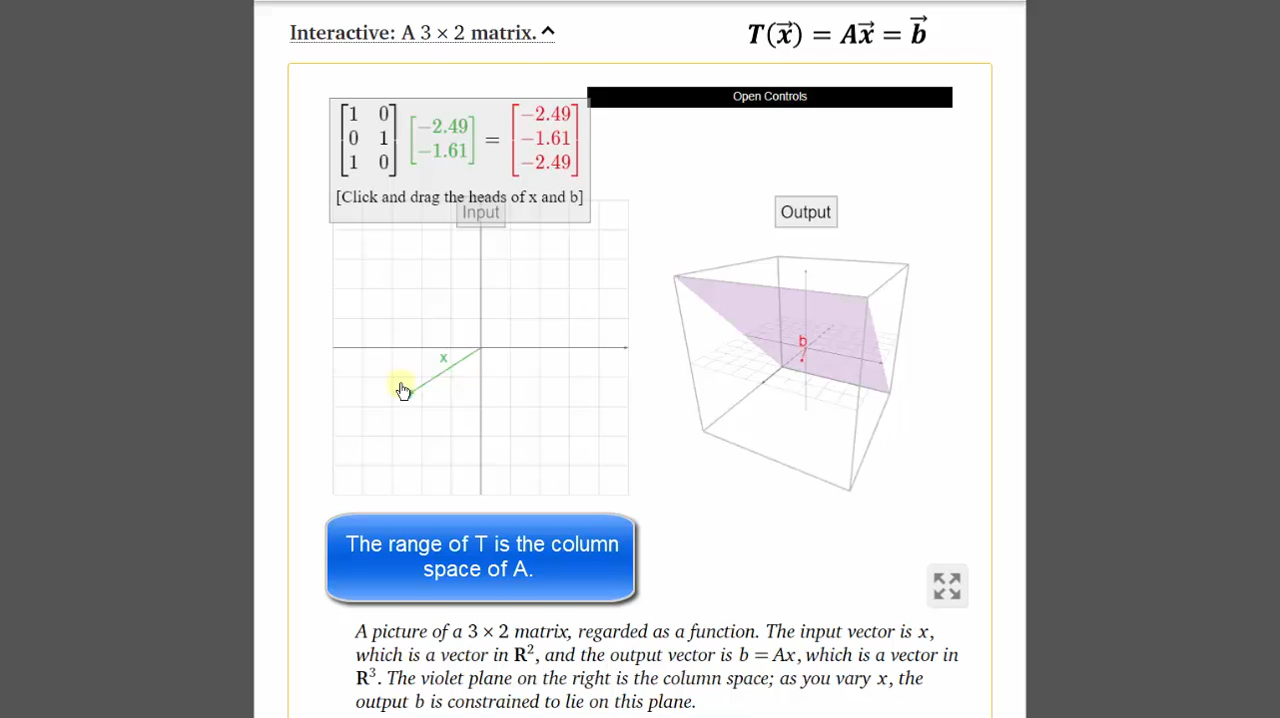 Interactive: A 3 × 2 matrix.
T(x⃗) = Ax⃗ = b⃗
Open Controls
[1 0
0 1
1 0] [−2.49
−1.61] = [−2.49
−1.61
−2.49]
[Click and drag the heads of x and b]
Input
Output
x
b
The range of T is the column
space of A.
A picture of a 3 × 2 matrix, regarded as a function. The input vector is x,
which is a vector in R², and the output vector is b = Ax, which is a vector in
R³. The violet plane on the right is the column space; as you vary x, the
output b is constrained to lie on this plane.